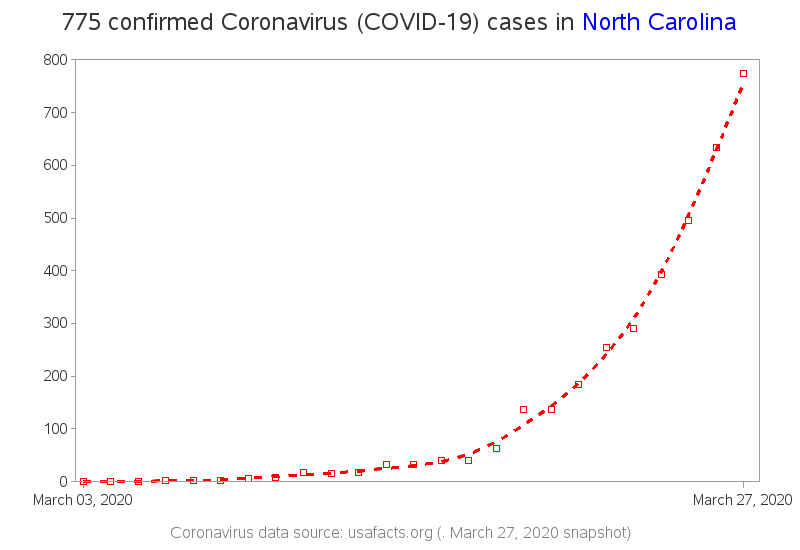 775 confirmed Coronavirus (COVID-19) cases in North Carolina
800
700
600
500
400
300
200
100
0
March 03, 2020
March 27, 2020
Coronavirus data source: usafacts.org (. March 27, 2020 snapshot)